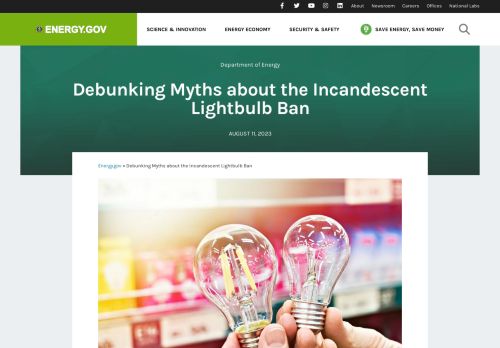 About Newsroom Careers Offices National Labs
ENERGY.GOV SCIENCE & INNOVATION ENERGY ECONOMY SECURITY & SAFETY SAVE ENERGY, SAVE MONEY
Department of Energy
Debunking Myths about the Incandescent
Lightbulb Ban
AUGUST 11, 2023
Energy.gov » Debunking Myths about the Incandescent Lightbulb Ban